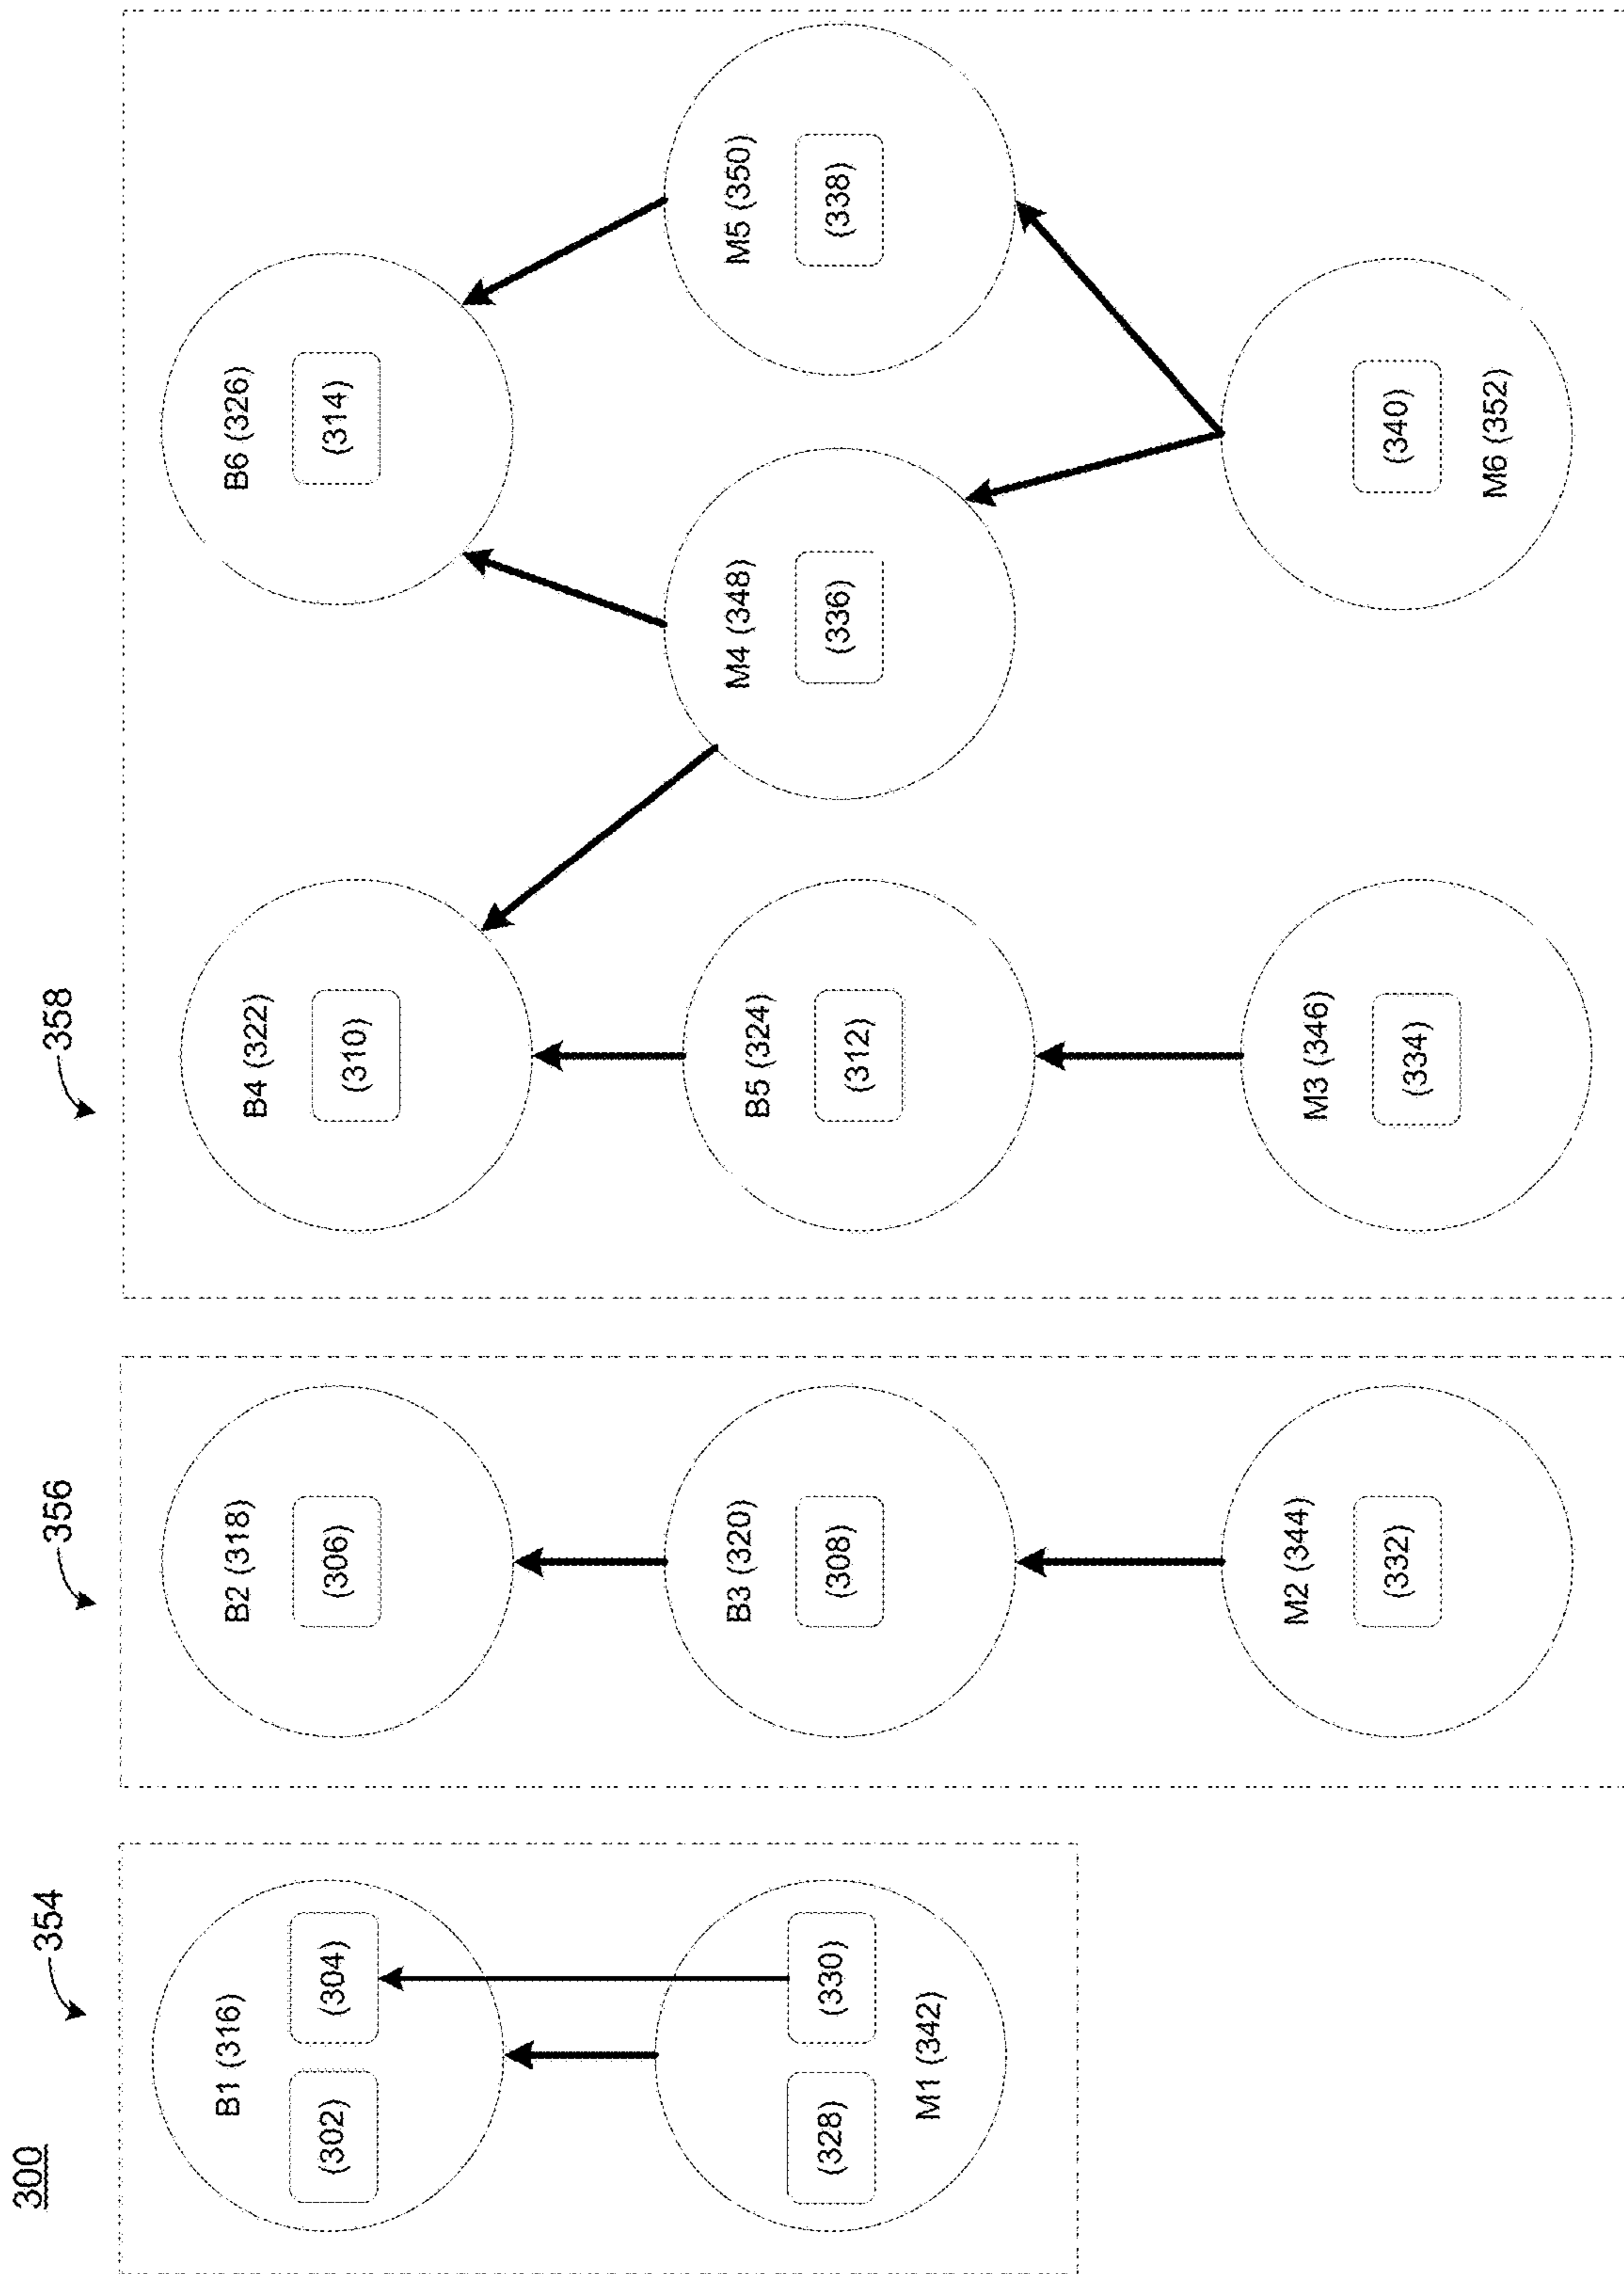 300
354
356
358
B1 (316)
(302)
(304)
(328)
(330)
M1 (342)
B2 (318)
(306)
B3 (320)
(308)
M2 (344)
(332)
B4 (322)
(310)
B5 (324)
(312)
M3 (346)
(334)
B6 (326)
(314)
M4 (348)
(336)
M5 (350)
(338)
(340)
M6 (352)